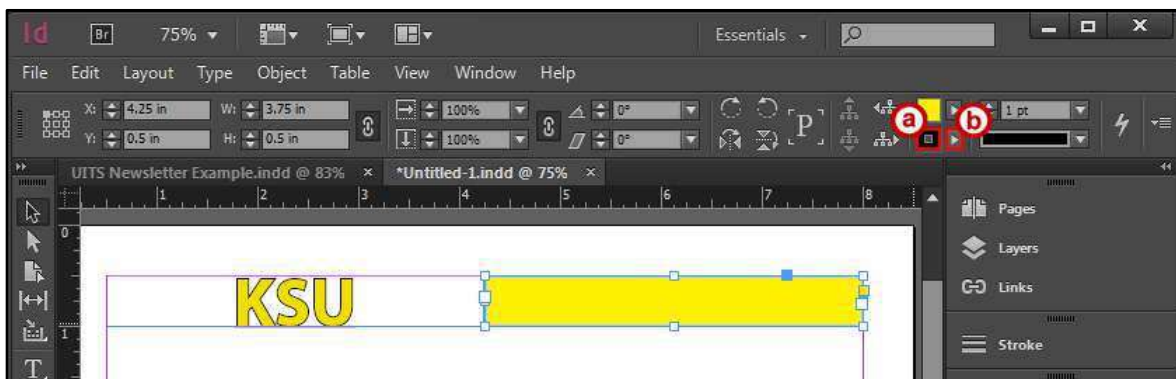 Id Br 75% Essentials
File Edit Layout Type Object Table View Window Help
X: 4.25 in W: 3.75 in 100% 0° P 1 pt
Y: 0.5 in H: 0.5 in 100% 0°
a b
UITS Newsletter Example.indd @ 83% × *Untitled-1.indd @ 75% ×
1 2 3 4 5 6 7 8
0
1
KSU
T
Pages
Layers
Links
Stroke